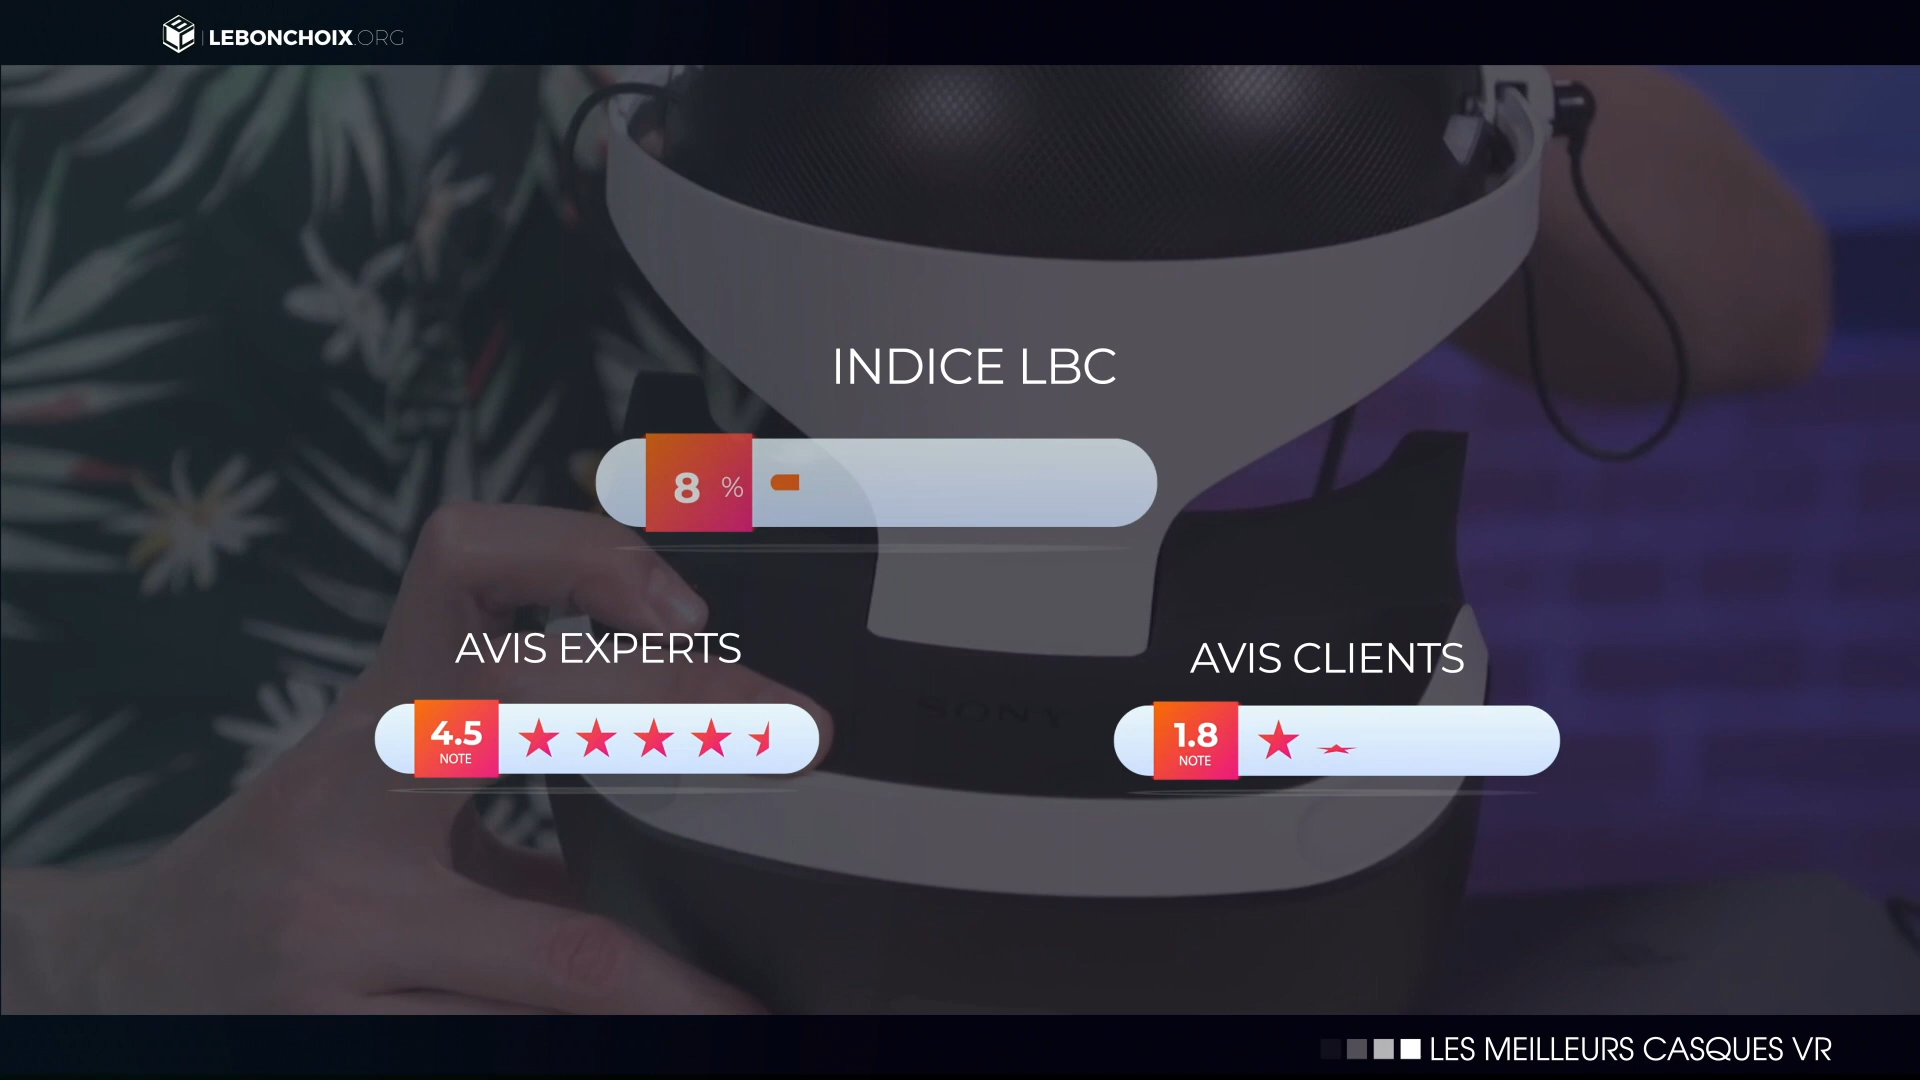 LEBONCHOIX.ORG
INDICE LBC
8 %
AVIS EXPERTS
4.5
NOTE
AVIS CLIENTS
1.8
NOTE
SONY
LES MEILLEURS CASQUES VR